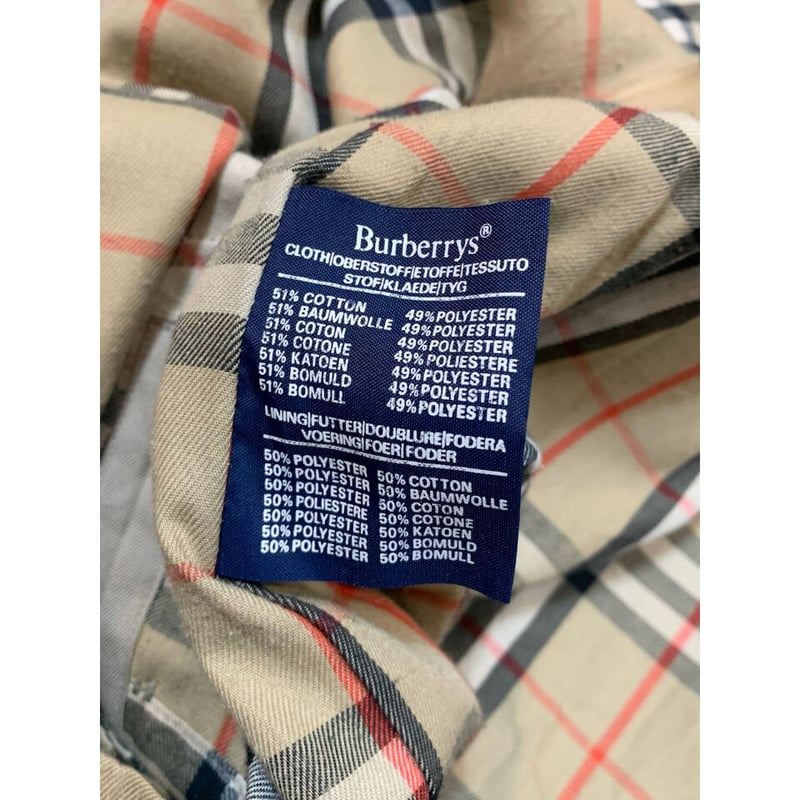 Burberrys®
CLOTH|OBERSTOFF|ETOFFE|TESSUTO
STOF|KLAEDE|TYG
51% COTTON 49% POLYESTER
51% BAUMWOLLE 49% POLYESTER
51% COTON 49% POLYESTER
51% COTONE 49% POLIESTERE
51% KATOEN 49% POLYESTER
51% BOMULD 49% POLYESTER
51% BOMULL 49% POLYESTER
LINING|FUTTER|DOUBLURE|FODERA
VOERING|FOER|FODER
50% POLYESTER 50% COTTON
50% POLYESTER 50% BAUMWOLLE
50% POLYESTER 50% COTON
50% POLIESTERE 50% COTONE
50% POLYESTER 50% KATOEN
50% POLYESTER 50% BOMULD
50% POLYESTER 50% BOMULL